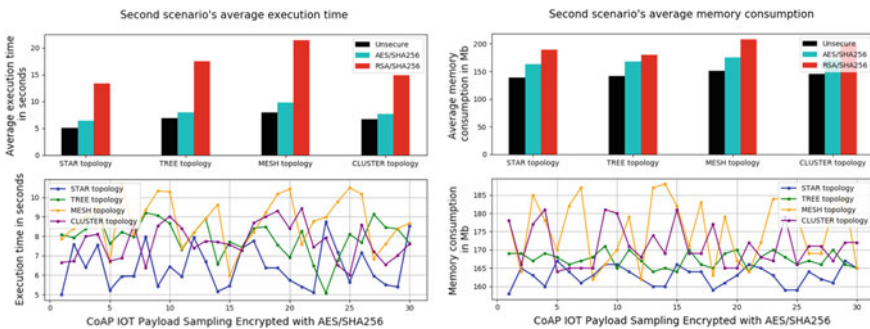 Second scenario's average execution time
Average execution time
in seconds
20
15
10
5
0
Unsecure
AES/SHA256
RSA/SHA256
STAR topology
TREE topology
MESH topology
CLUSTER topology
Execution time in seconds
10
9
8
7
6
5
STAR topology
TREE topology
MESH topology
CLUSTER topology
0
5
10
15
20
25
30
CoAP IOT Payload Sampling Encrypted with AES/SHA256
Second scenario's average memory consumption
Average memory
consumption in Mb
200
150
100
50
0
Unsecure
AES/SHA256
RSA/SHA256
STAR topology
TREE topology
MESH topology
CLUSTER topology
Memory consumption
in Mb
185
180
175
170
165
160
STAR topology
TREE topology
MESH topology
CLUSTER topology
0
5
10
15
20
25
30
CoAP IOT Payload Sampling Encrypted with AES/SHA256